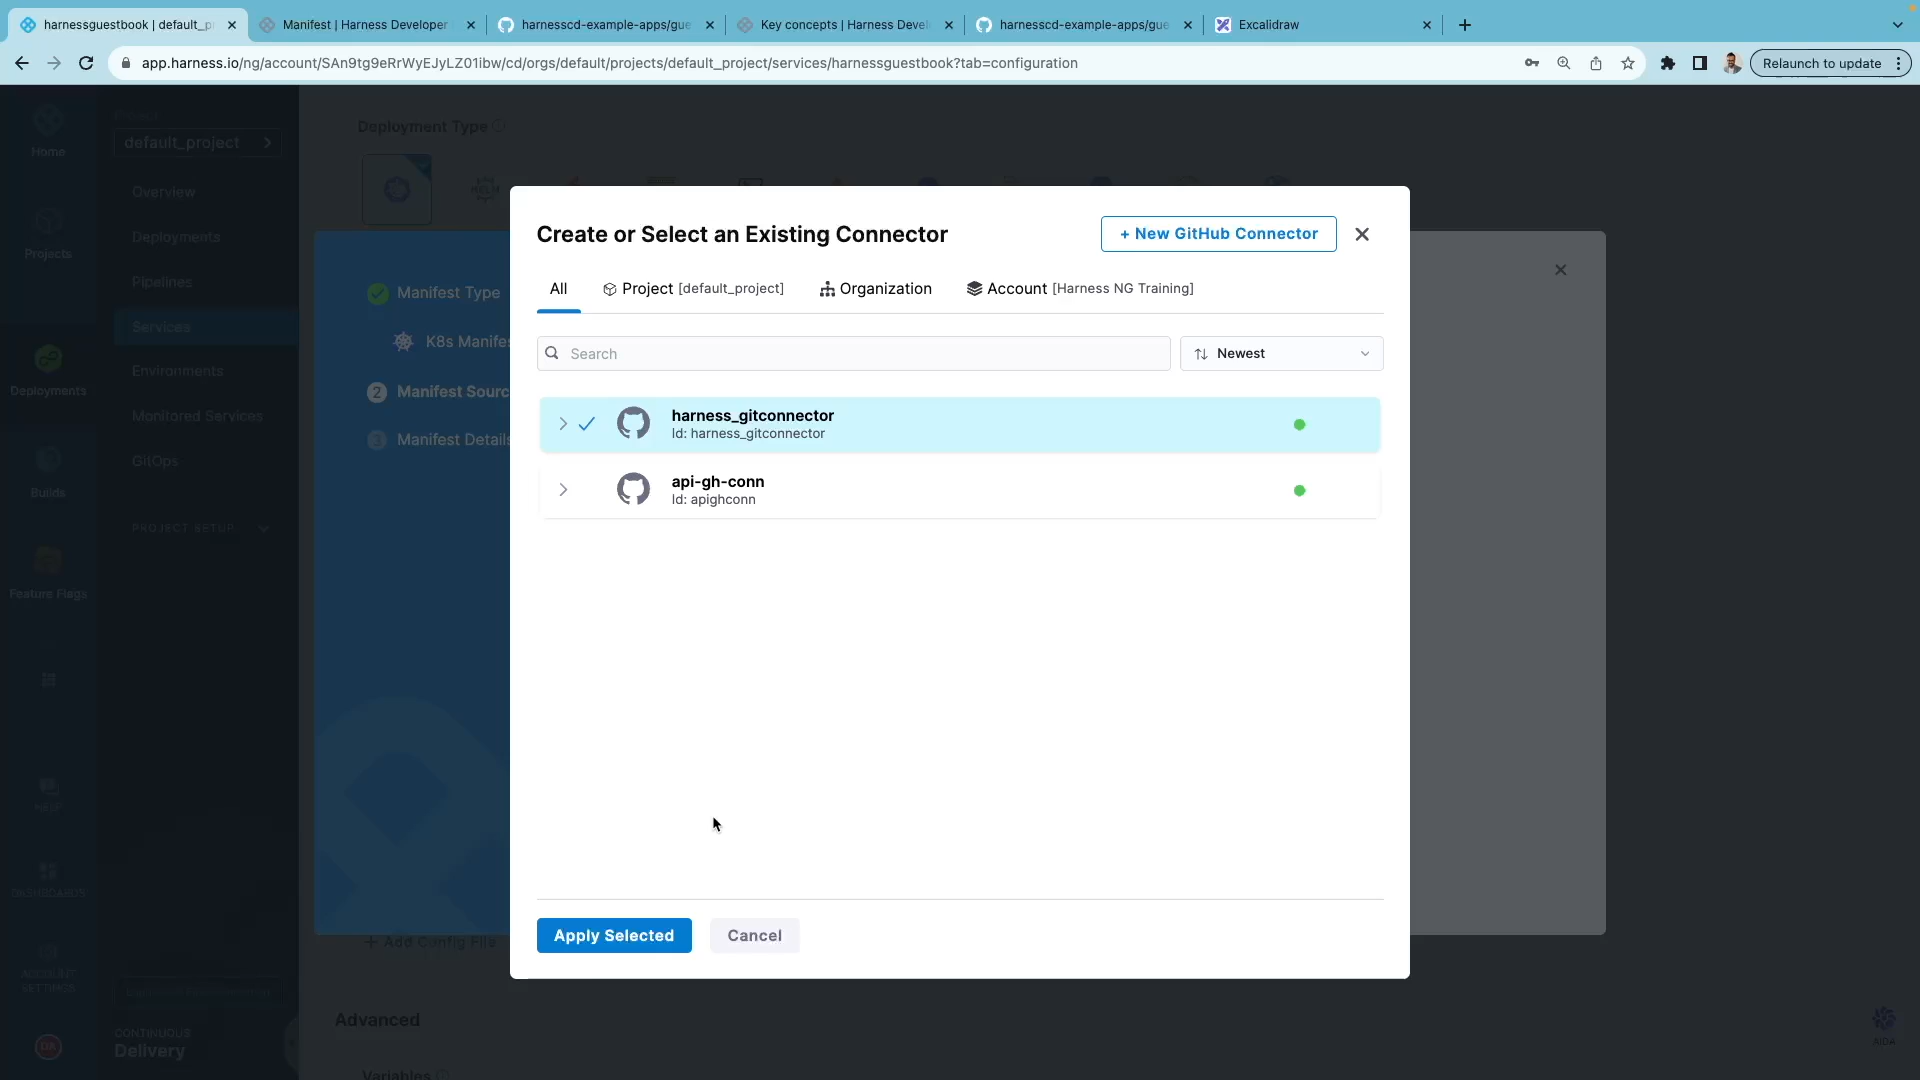 harnessguestbook | default_pr
Manifest | Harness Developer
harnesscd-example-apps/gue
Key concepts | Harness Devel
harnesscd-example-apps/gue
Excalidraw
app.harness.io/ng/account/SAn9tg9eRrWyEJyLZ01ibw/cd/orgs/default/projects/default_project/services/harnessguestbook?tab=configuration
Relaunch to update
Home
Projects
Deployments
Builds
Feature Flags
HELP
DASHBOARDS
ACCOUNT
SETTINGS
DK
Project
default_project
Overview
Deployments
Pipelines
Services
Environments
Monitored Services
GitOps
PROJECT SETUP
CONTINUOUS
Delivery
Deployment Type
HELM
Manifest Type
K8s Manifes
2 Manifest Sourc
3 Manifest Details
+ Add Config File
Advanced
Variables
AIDA
Create or Select an Existing Connector
+ New GitHub Connector
All
Project [default_project]
Organization
Account [Harness NG Training]
Search
Newest
harness_gitconnector
Id: harness_gitconnector
api-gh-conn
Id: apighconn
Apply Selected
Cancel